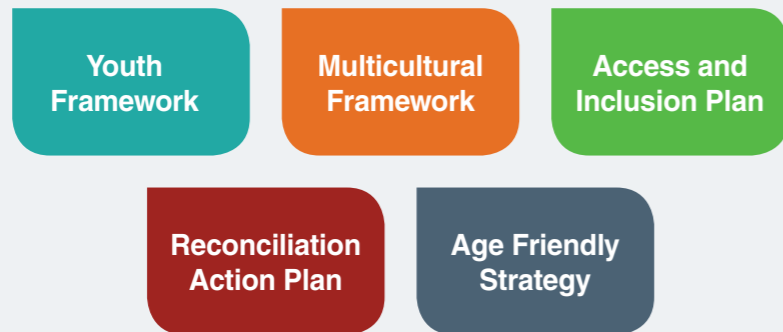 Youth
Framework
Multicultural
Framework
Access and
Inclusion Plan
Reconciliation
Action Plan
Age Friendly
Strategy